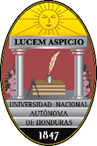 LUCEM ASPICIO
UNIVERSIDAD NACIONAL
AUTÓNOMA
DE HONDURAS
1847